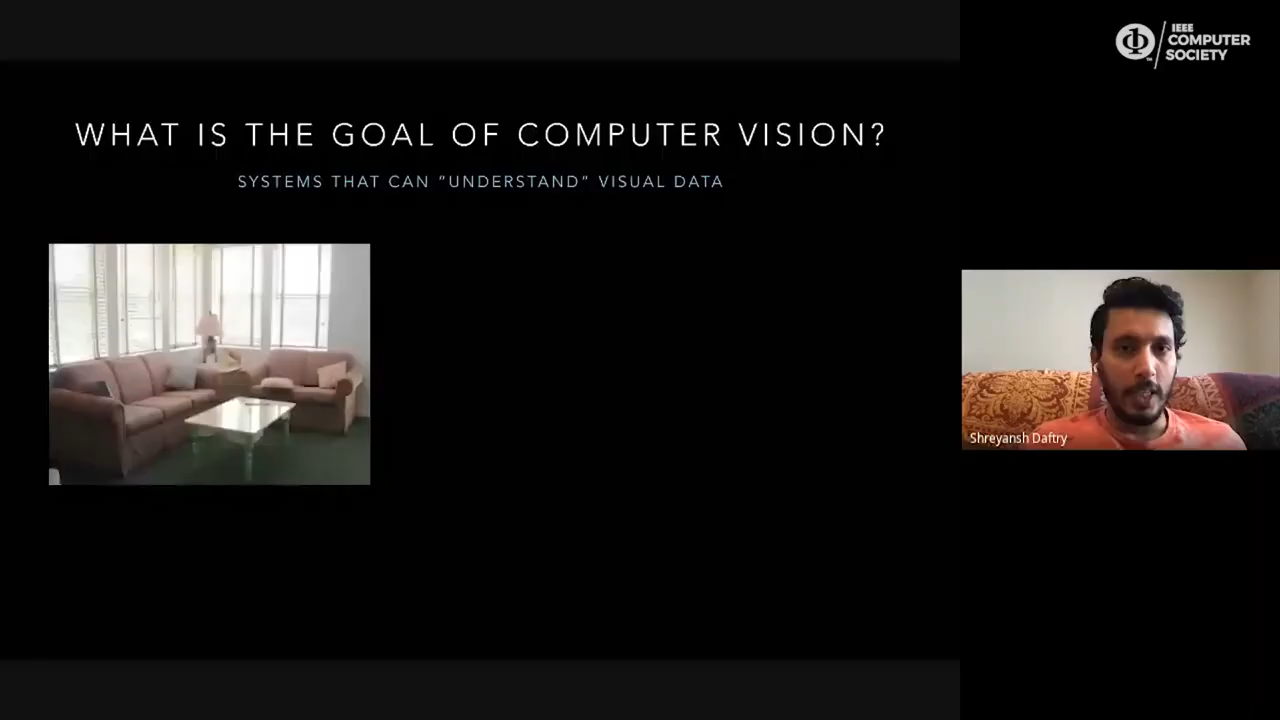 WHAT IS THE GOAL OF COMPUTER VISION?
SYSTEMS THAT CAN "UNDERSTAND" VISUAL DATA
IEEE
COMPUTER
SOCIETY
Shreyansh Daftry